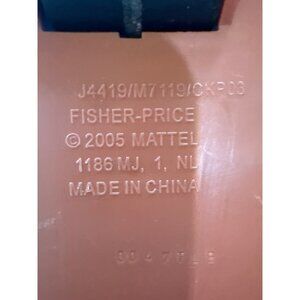 J4419/M7119/CKP03
FISHER-PRICE
© 2005 MATTEL
1186 MJ, 1, NL
MADE IN CHINA